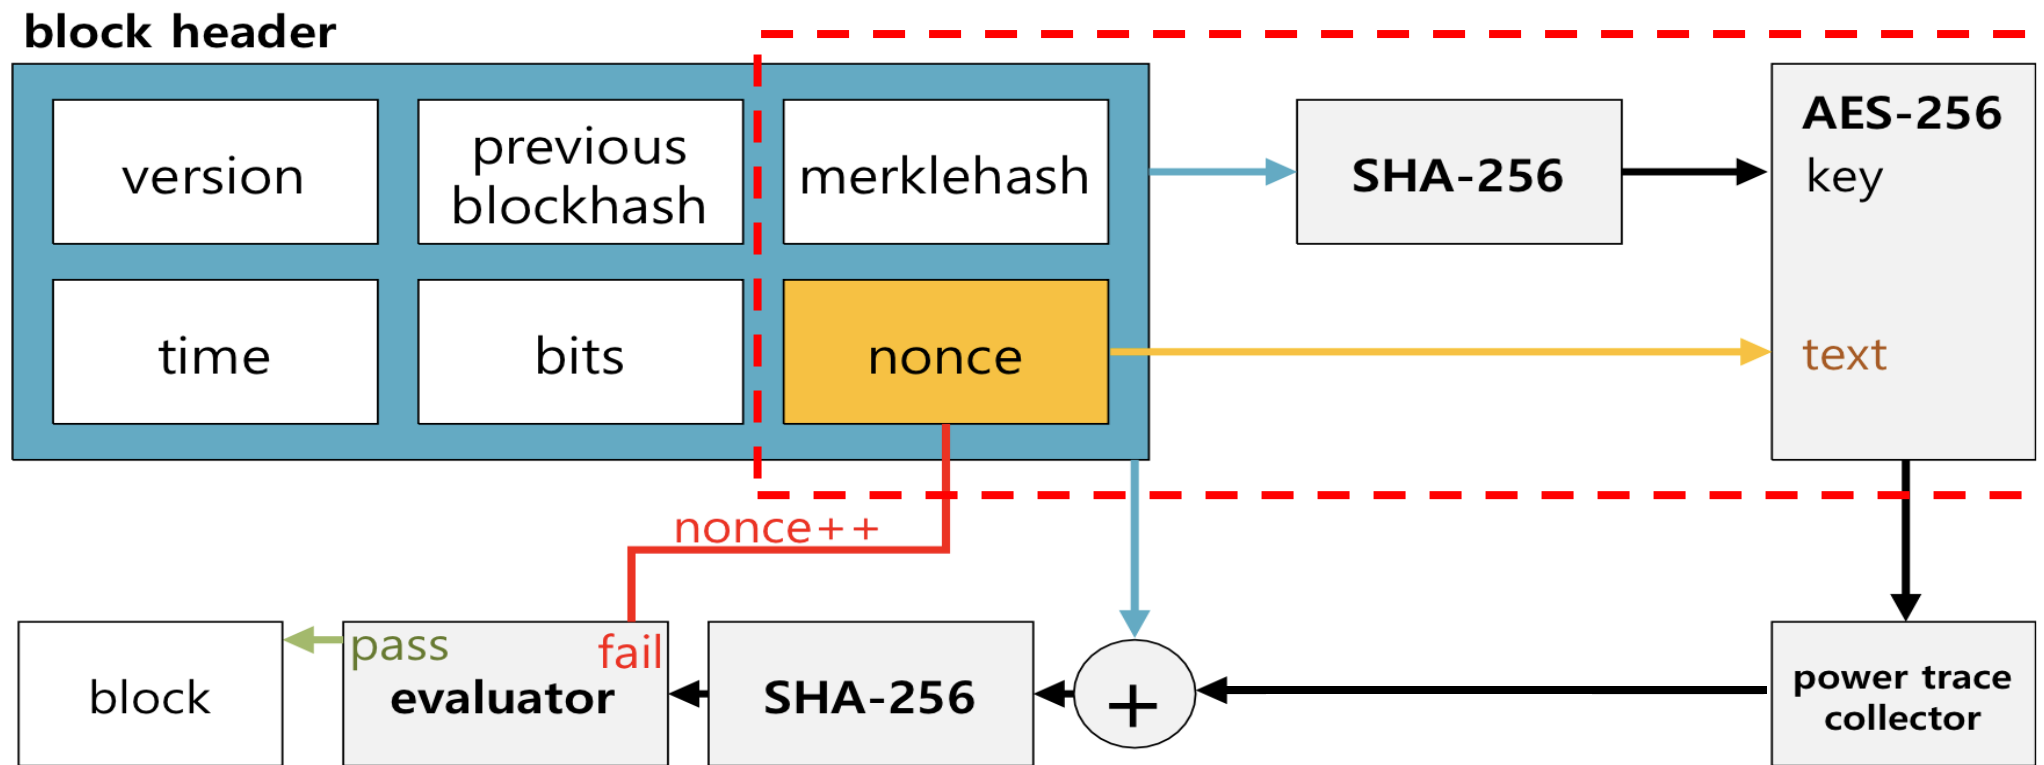 block header
version
previous
blockhash
merklehash
SHA-256
AES-256
key
time
bits
nonce
text
nonce++
block
pass
fail
evaluator
SHA-256
+
power trace
collector